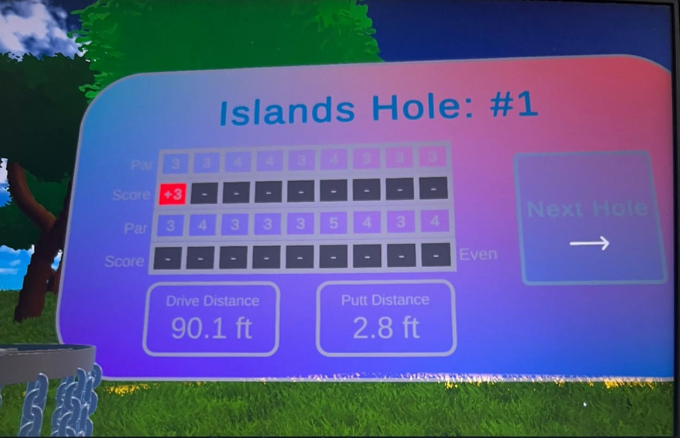 Islands Hole: #1
Par 3 3 4 4 3 4 3 3 3
Score +3 - - - - - - - -
Par 3 4 3 3 3 5 4 3 4
Score - - - - - - - - - Even
Next Hole
→
Drive Distance
90.1 ft
Putt Distance
2.8 ft